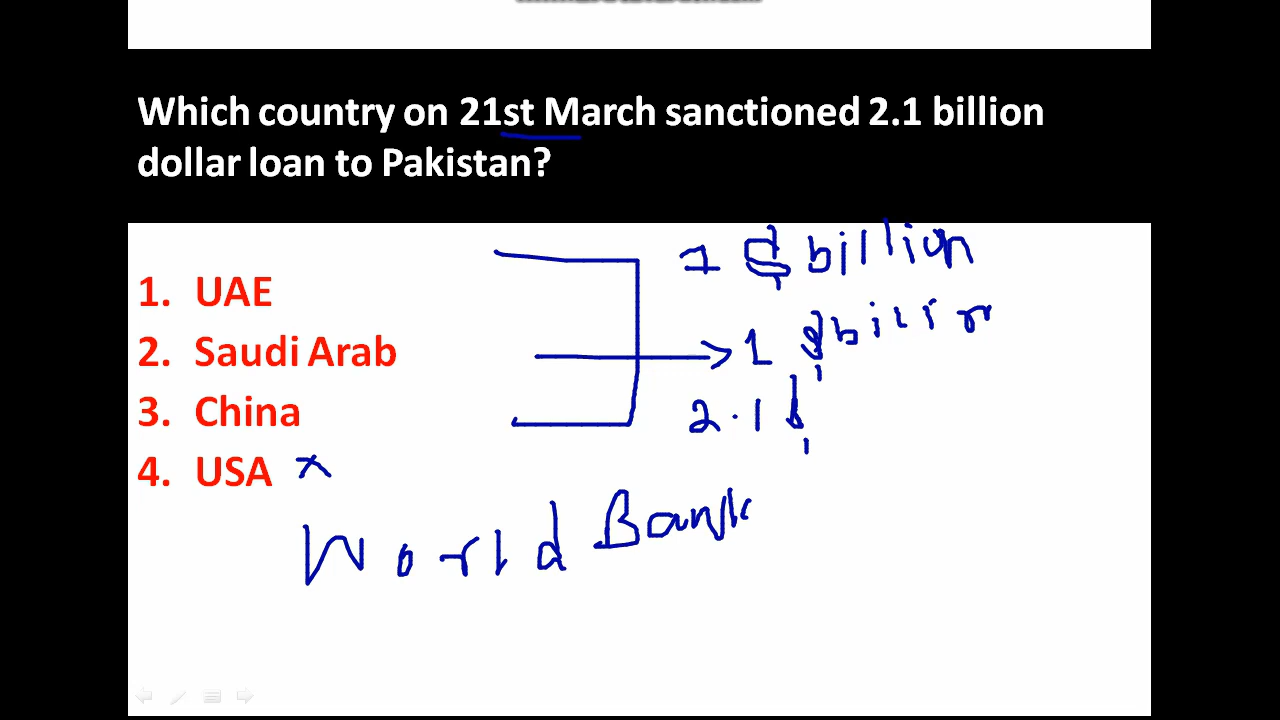 Which country on 21st March sanctioned 2.1 billion
dollar loan to Pakistan?
1 $ billion
1. UAE
1 $ billion
2. Saudi Arab
3. China
2.1 $
4. USA x
World Bank